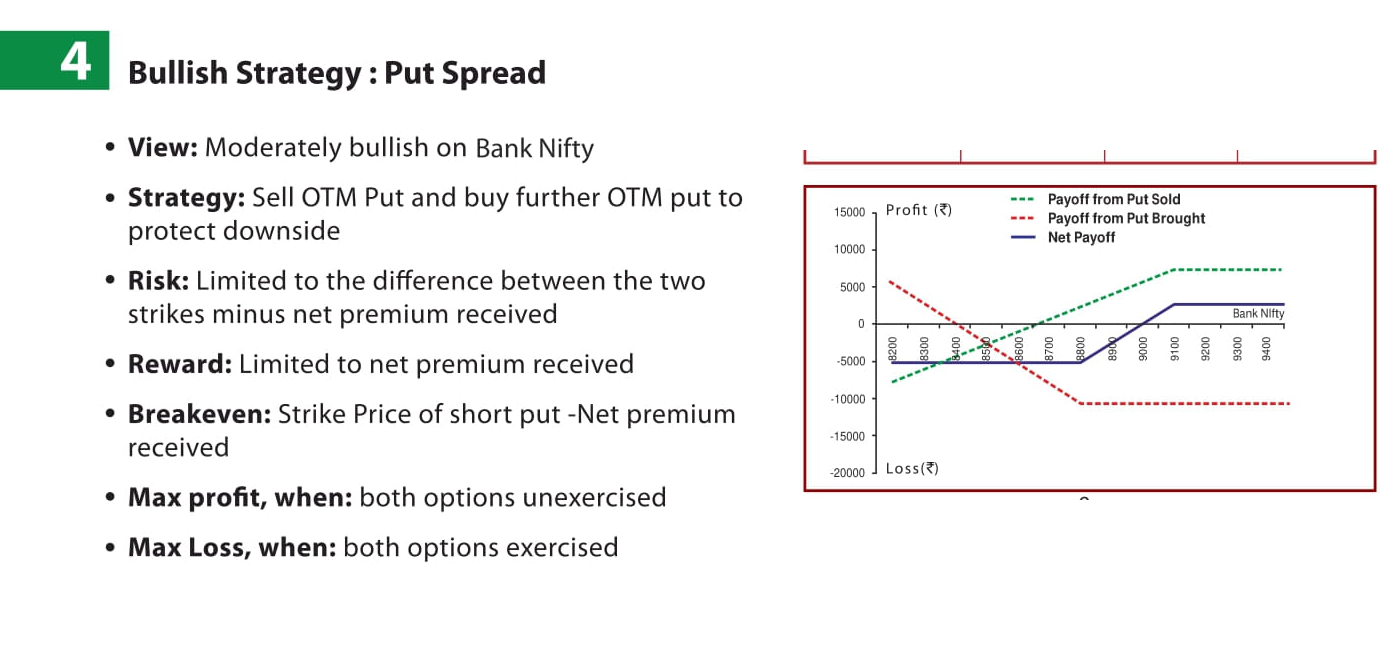 4
Bullish Strategy : Put Spread
• View: Moderately bullish on Bank Nifty
• Strategy: Sell OTM Put and buy further OTM put to
protect downside
• Risk: Limited to the difference between the two
strikes minus net premium received
• Reward: Limited to net premium received
• Breakeven: Strike Price of short put -Net premium
received
• Max profit, when: both options unexercised
• Max Loss, when: both options exercised
Payoff from Put Sold
Payoff from Put Brought
Net Payoff
Profit (₹)
15000
10000
5000
0
-5000
-10000
-15000
-20000
Loss(₹)
Bank NIfty
8200
8300
8400
8500
8600
8700
8800
8900
9000
9100
9200
9300
9400